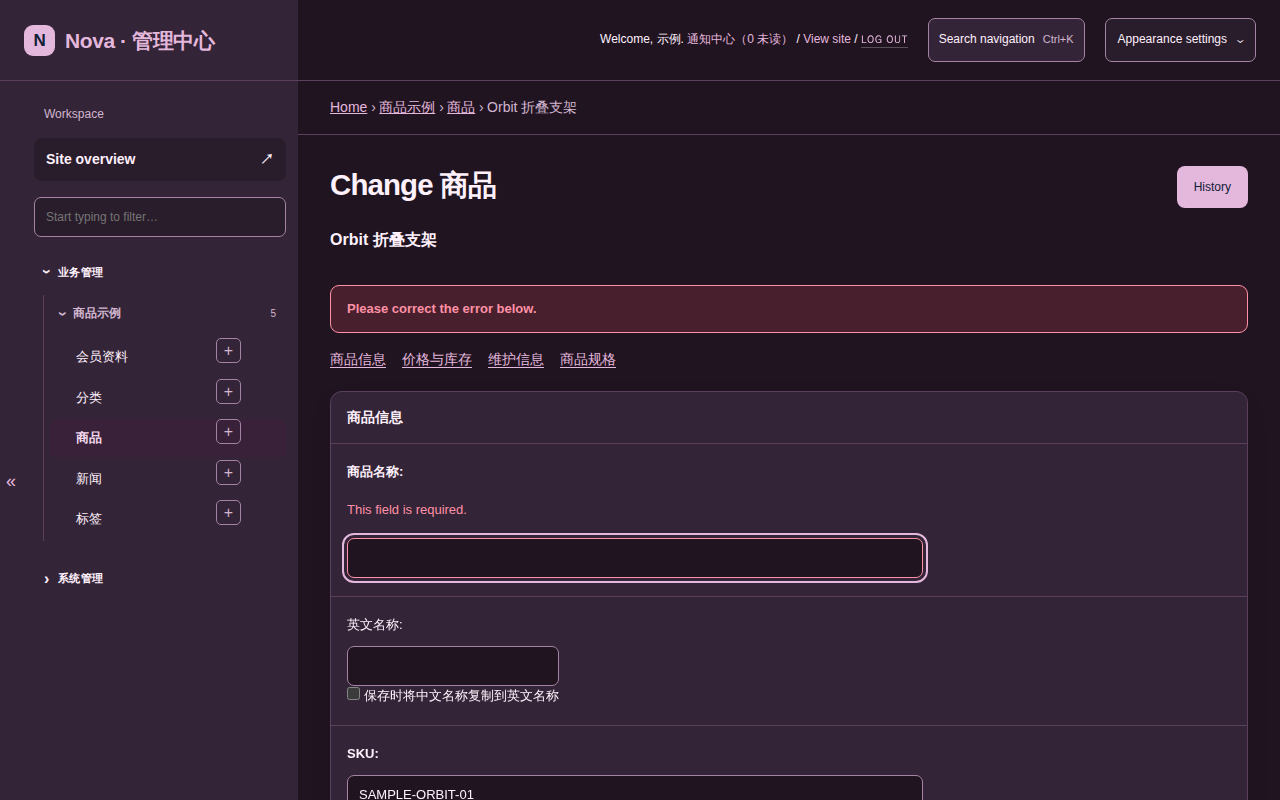 N Nova · 管理中心
Welcome, 示例. 通知中心（0 未读） / View site / LOG OUT
Search navigation Ctrl+K
Appearance settings
Home › 商品示例 › 商品 › Orbit 折叠支架
Workspace
Site overview ↗
Start typing to filter…
业务管理
商品示例 5
会员资料 +
分类 +
商品 +
新闻 +
标签 +
系统管理
«
Change 商品
History
Orbit 折叠支架
Please correct the error below.
商品信息 价格与库存 维护信息 商品规格
商品信息
商品名称:
This field is required.
英文名称:
保存时将中文名称复制到英文名称
SKU:
SAMPLE-ORBIT-01